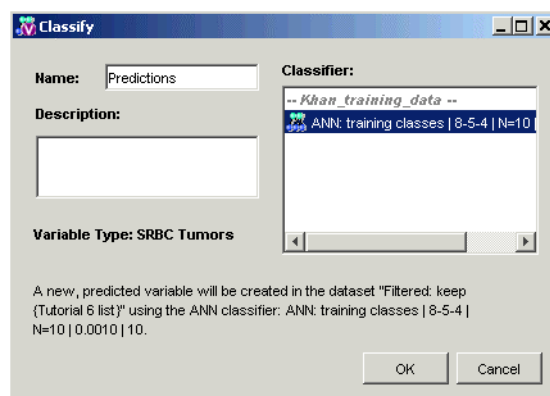 Classify
Name: Predictions
Description:
Variable Type: SRBC Tumors
Classifier:
-- Khan_training_data --
ANN: training classes | 8-5-4 | N=10 |
A new, predicted variable will be created in the dataset "Filtered: keep
{Tutorial 6 list}" using the ANN classifier: ANN: training classes | 8-5-4 |
N=10 | 0.0010 | 10.
OK Cancel